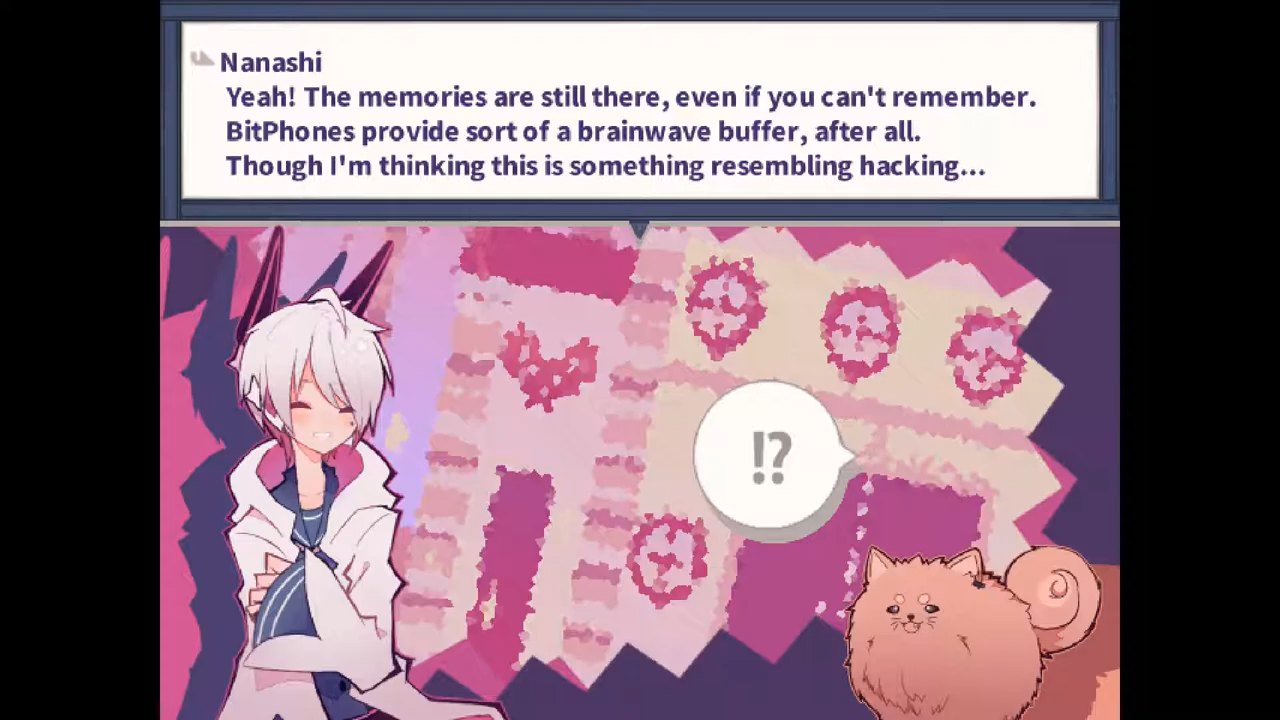 Nanashi
Yeah! The memories are still there, even if you can't remember.
BitPhones provide sort of a brainwave buffer, after all.
Though I'm thinking this is something resembling hacking...
!?